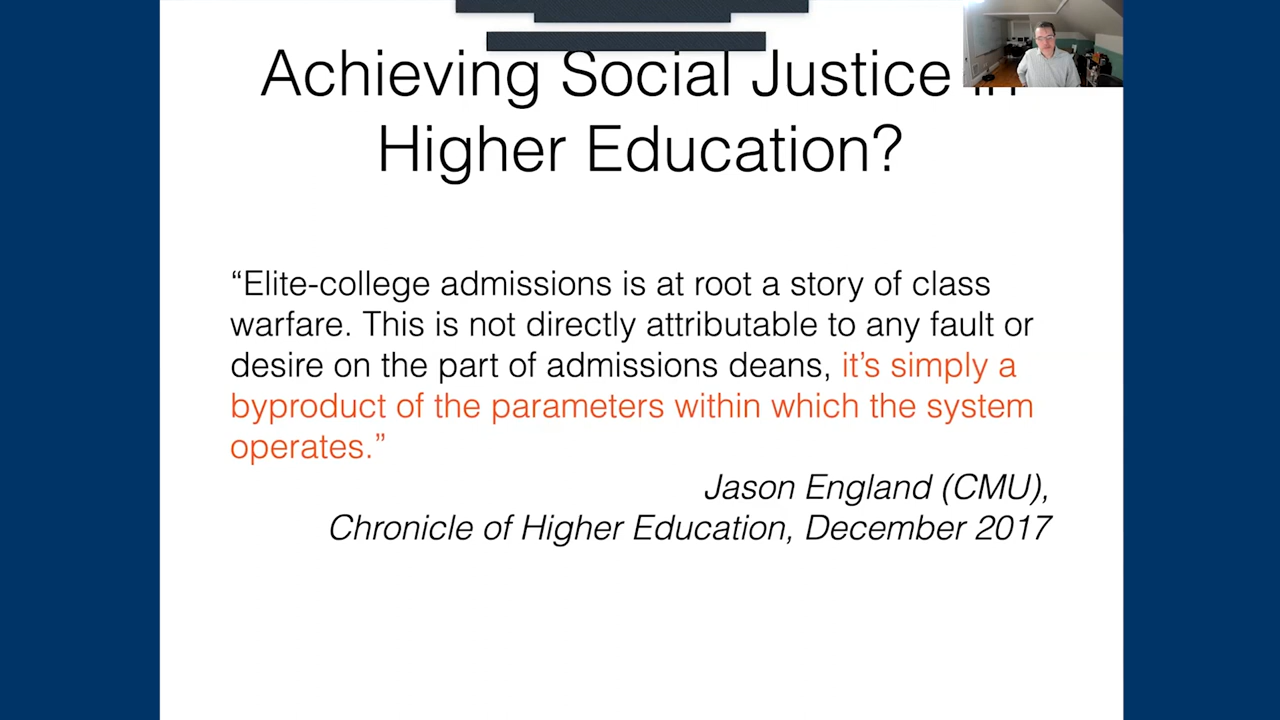 Achieving Social Justice in
Higher Education?
“Elite-college admissions is at root a story of class
warfare. This is not directly attributable to any fault or
desire on the part of admissions deans, it’s simply a
byproduct of the parameters within which the system
operates.”
Jason England (CMU),
Chronicle of Higher Education, December 2017